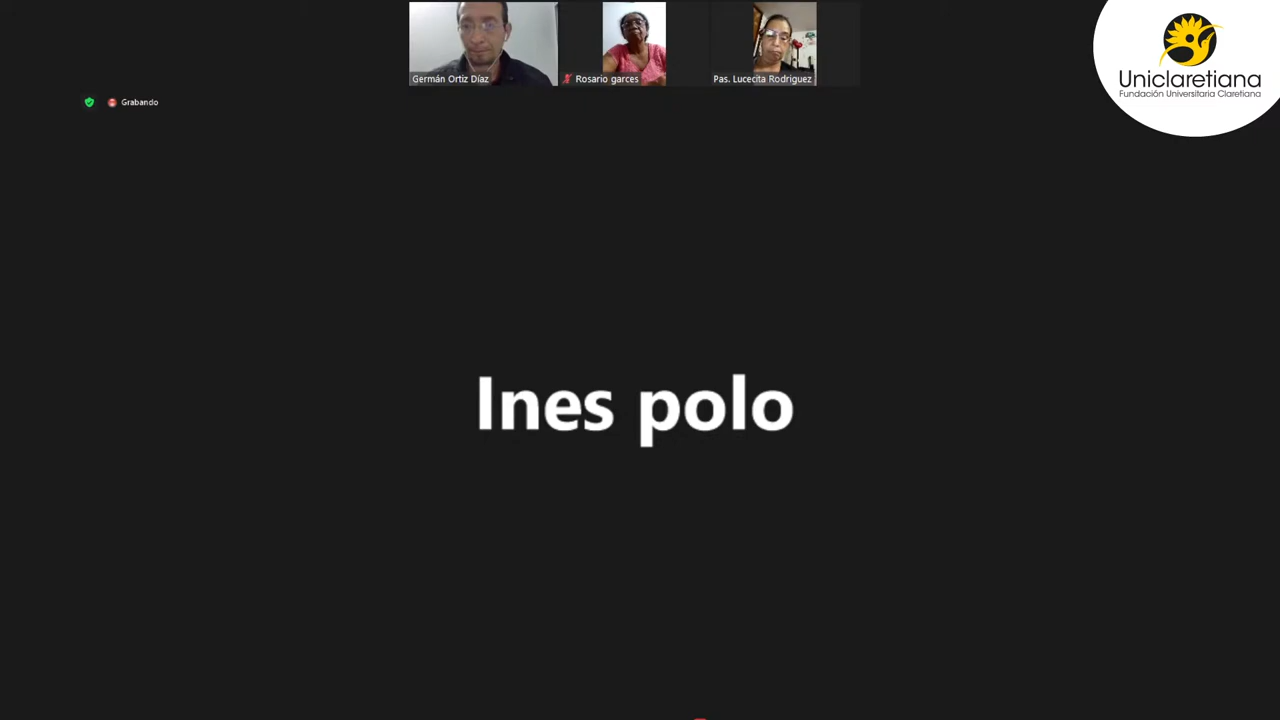 Germán Ortiz Díaz
Rosario garces
Pas. Lucecita Rodriguez
Uniclaretiana
Fundación Universitaria Claretiana
Grabando
Ines polo